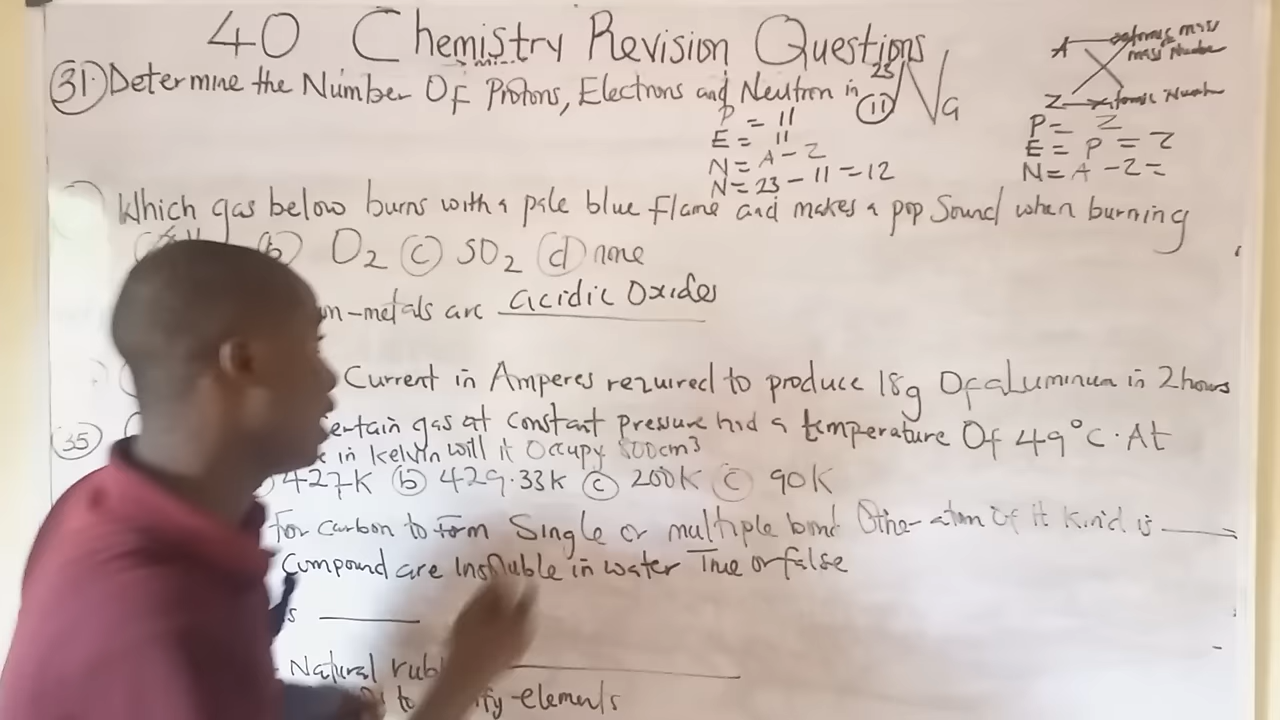 40 Chemistry Revision Questions
31. Determine the Number Of Protons, Electrons and Neutron in 23 11 Na
P = 11
E = 11
N = A - Z
N = 23 - 11 = 12
A atomic mass
mass Number
Z atomic Number
P = Z
E = P = Z
N = A - Z =
Which gas below burns with a pale blue flame and makes a pop Sound when burning
(b) O2 (c) SO2 (d) none
n-metals are acidic Oxides
Current in Amperes required to produce 18g Of aluminum in 2 hours
35 ertain gas at constant pressure had a temperature Of 49°C. At
in Kelvin will it Occupy 800cm3
427K (b) 429.33K (c) 200K (c) 90K
For carbon to form Single or multiple bond Other atom of it kind is
Compound are Insoluble in water True or false
s
Natural rub
to ify elements